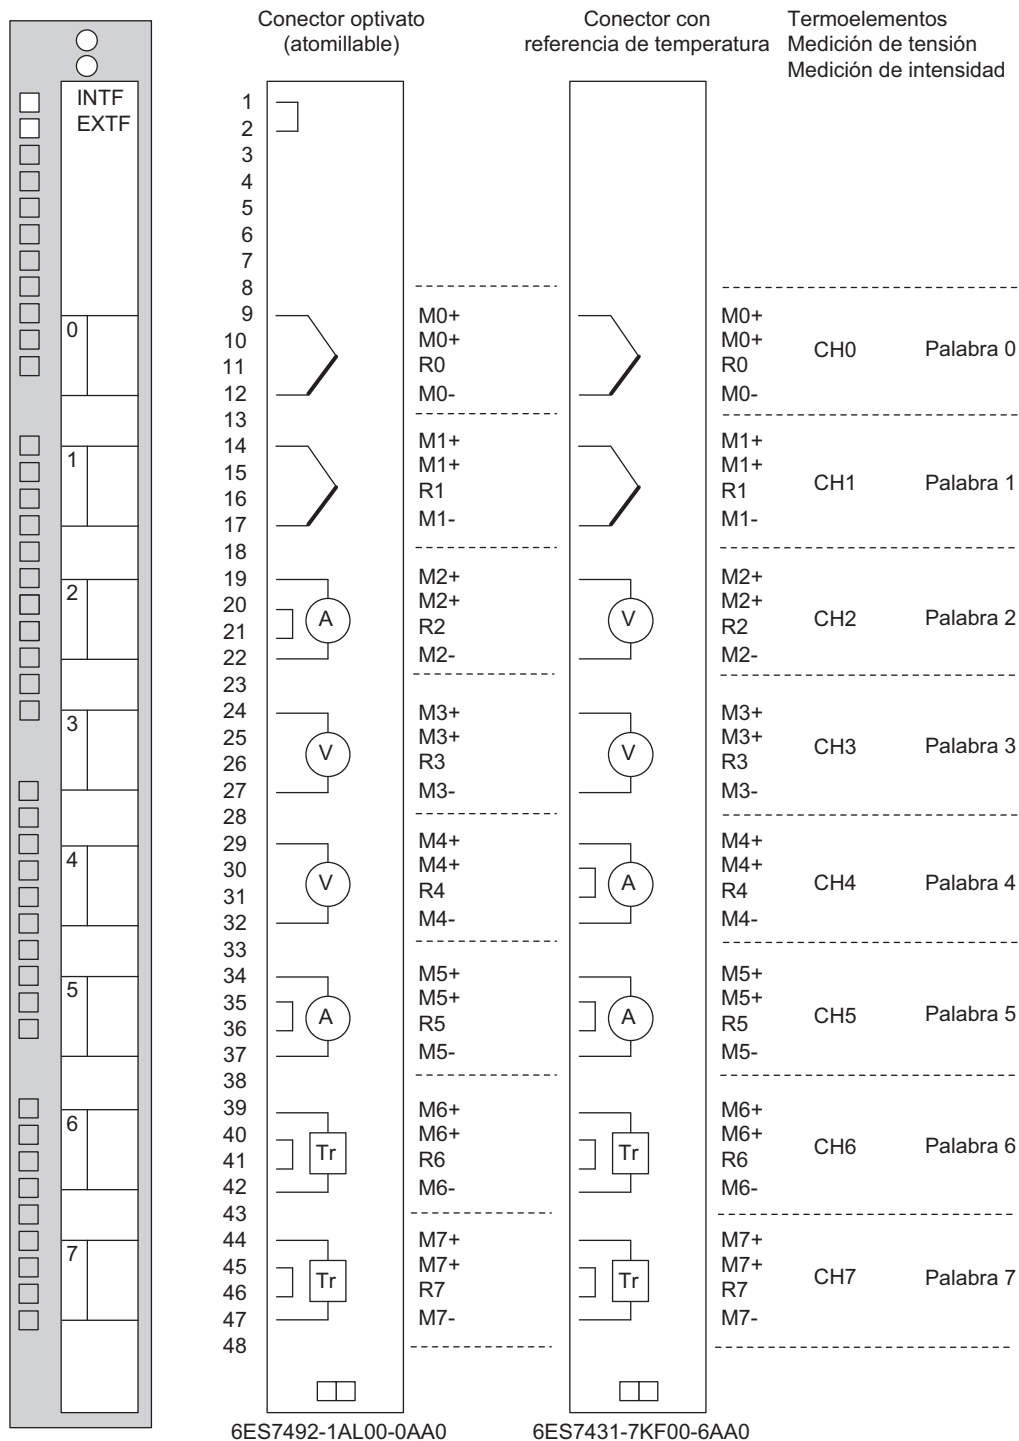 Conector optivato
(atomillable)
Conector con
referencia de temperatura
Termoelementos
Medición de tensión
Medición de intensidad
INTF
EXTF
1
2
3
4
5
6
7
8
9 M0+ M0+
0
10 M0+ M0+ CH0 Palabra 0
11 R0 R0
12 M0- M0-
13
14 M1+ M1+
1
15 M1+ M1+
16 R1 R1 CH1 Palabra 1
17 M1- M1-
18
19 M2+ M2+
2
20 M2+ M2+
A V CH2 Palabra 2
21 R2 R2
22 M2- M2-
23
24 M3+ M3+
3
25 M3+ M3+
V V CH3 Palabra 3
26 R3 R3
27 M3- M3-
28
29 M4+ M4+
4
30 M4+ M4+
V A CH4 Palabra 4
31 R4 R4
32 M4- M4-
33
34 M5+ M5+
5
35 M5+ M5+
A A CH5 Palabra 5
36 R5 R5
37 M5- M5-
38
39 M6+ M6+
6
40 M6+ M6+
Tr Tr CH6 Palabra 6
41 R6 R6
42 M6- M6-
43
44 M7+ M7+
7
45 M7+ M7+
Tr Tr CH7 Palabra 7
46 R7 R7
47 M7- M7-
48
6ES7492-1AL00-0AA0
6ES7431-7KF00-6AA0